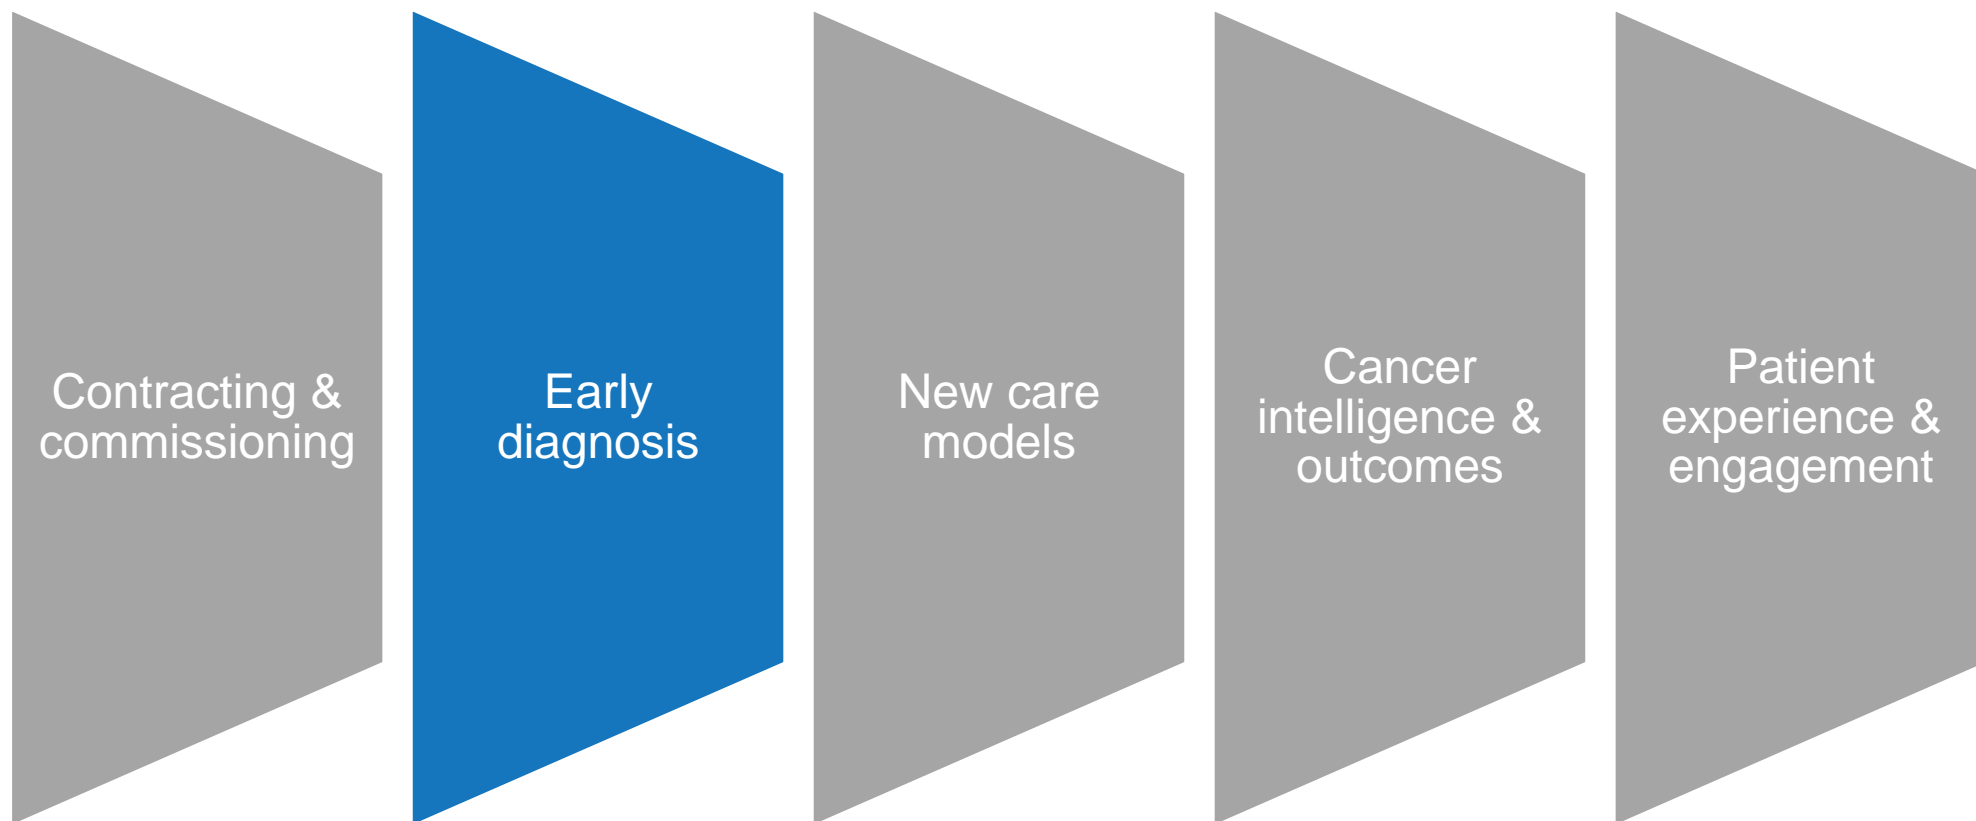 Contracting &
commissioning
Early
diagnosis
New care
models
Cancer
intelligence &
outcomes
Patient
experience &
engagement